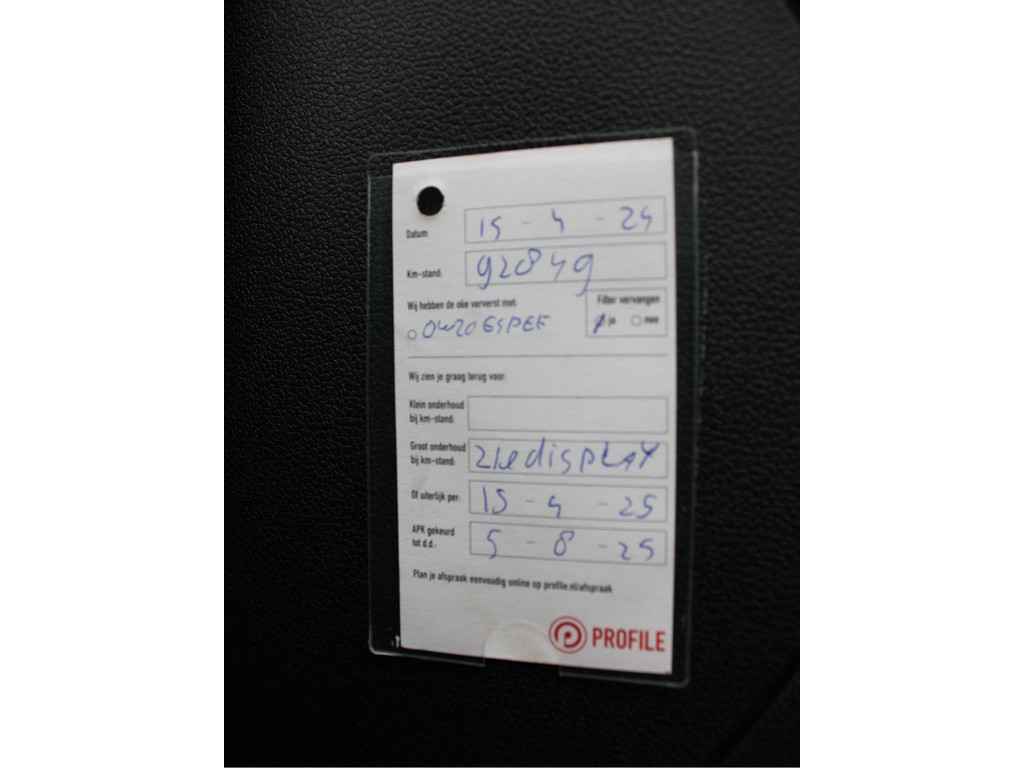 Datum 15 - 4 - 24
Km-stand: 92849
Wij hebben de olie ververst met:
Filter vervangen
0W20 ESPEF
ja nee
Wij zien je graag terug voor:
Klein onderhoud
bij km-stand:
Groot onderhoud
bij km-stand: ZIE DISPLAY
Of uiterlijk per: 15 - 4 - 25
APK gekeurd
tot d.d.: 5 - 8 - 25
Plan je afspraak eenvoudig online op profile.nl/afspraak
PROFILE